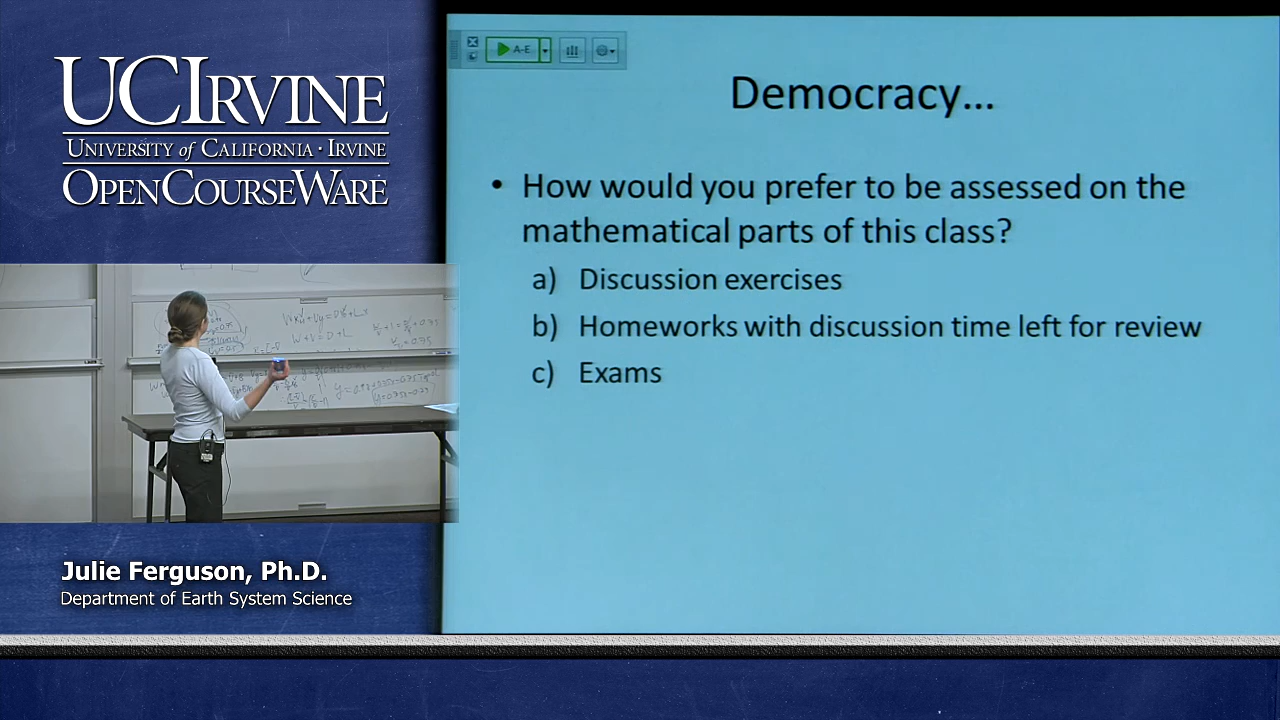 UCIRVINE
UNIVERSITY of CALIFORNIA · IRVINE
OPENCOURSEWARE
Julie Ferguson, Ph.D.
Department of Earth System Science
A-E
Democracy…
• How would you prefer to be assessed on the
mathematical parts of this class?
a) Discussion exercises
b) Homeworks with discussion time left for review
c) Exams
W + V = D + L